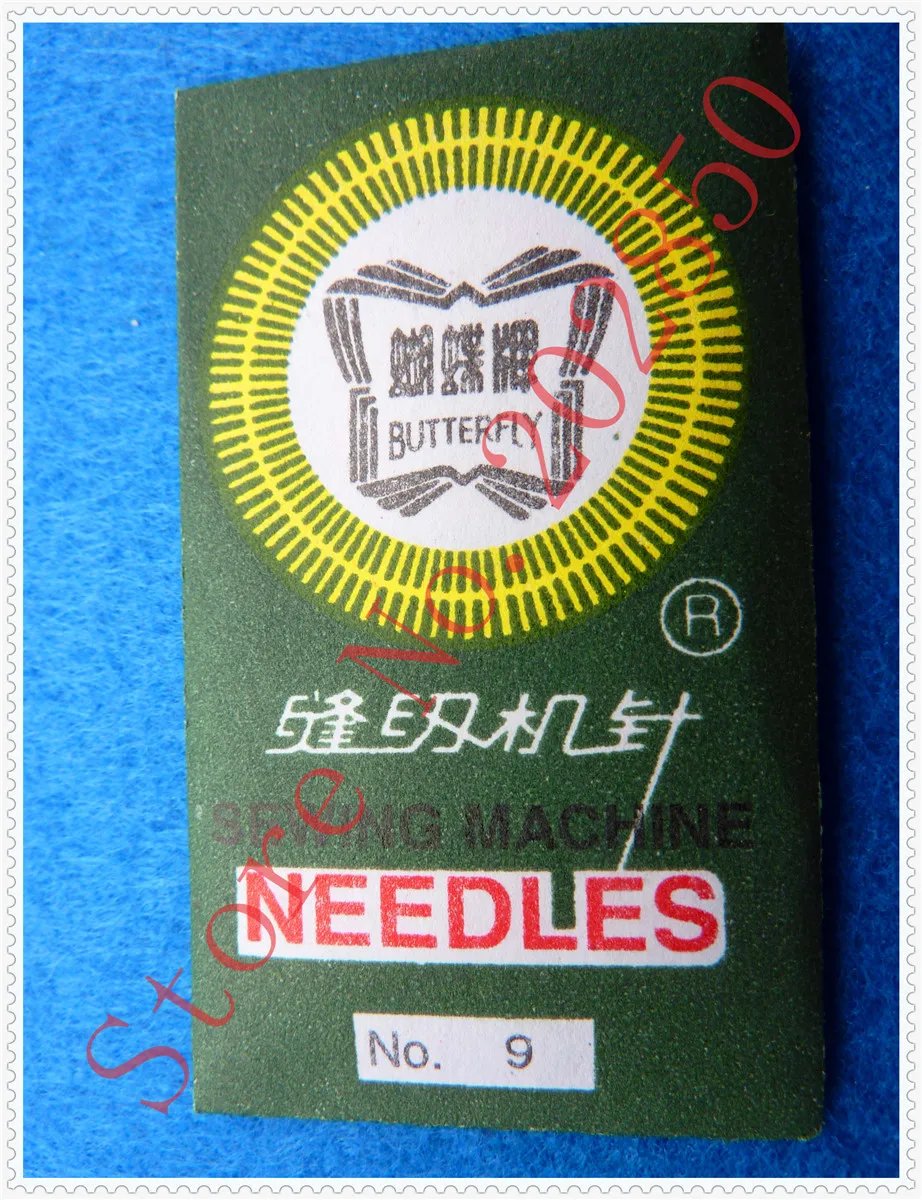 蝴蝶牌
BUTTERFLY
®
缝纫机针
SEWING MACHINE
NEEDLES
No. 9
Store No. 202850